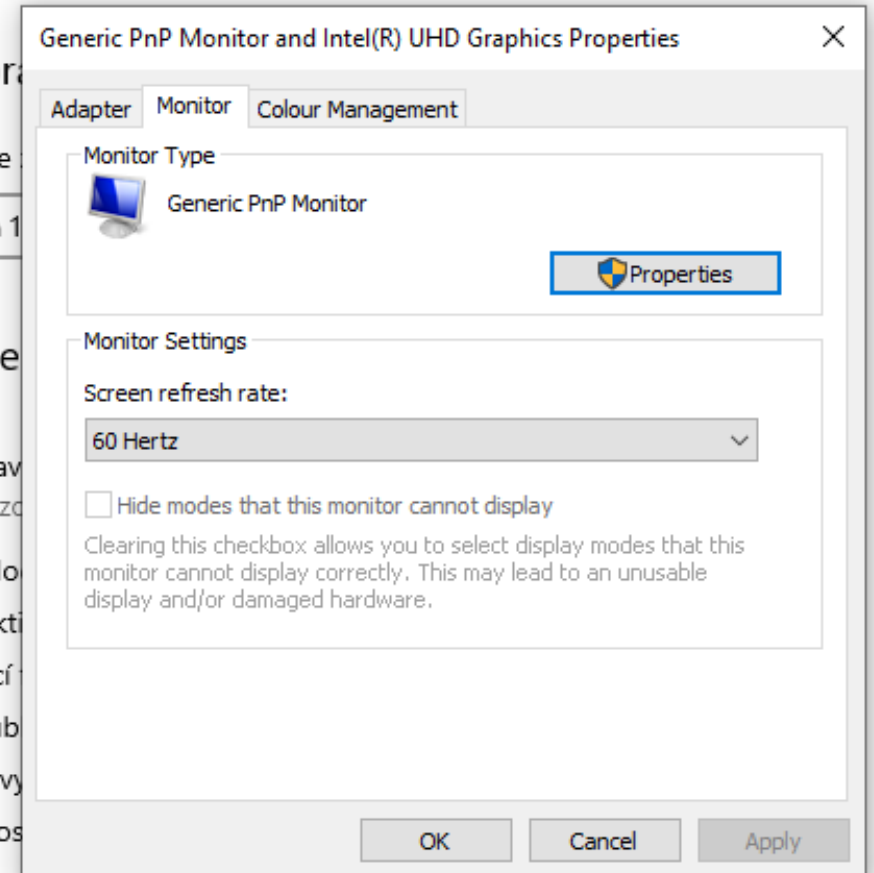 Generic PnP Monitor and Intel(R) UHD Graphics Properties
Adapter
Monitor
Colour Management
Monitor Type
Generic PnP Monitor
Properties
Monitor Settings
Screen refresh rate:
60 Hertz
Hide modes that this monitor cannot display
Clearing this checkbox allows you to select display modes that this
monitor cannot display correctly. This may lead to an unusable
display and/or damaged hardware.
OK
Cancel
Apply